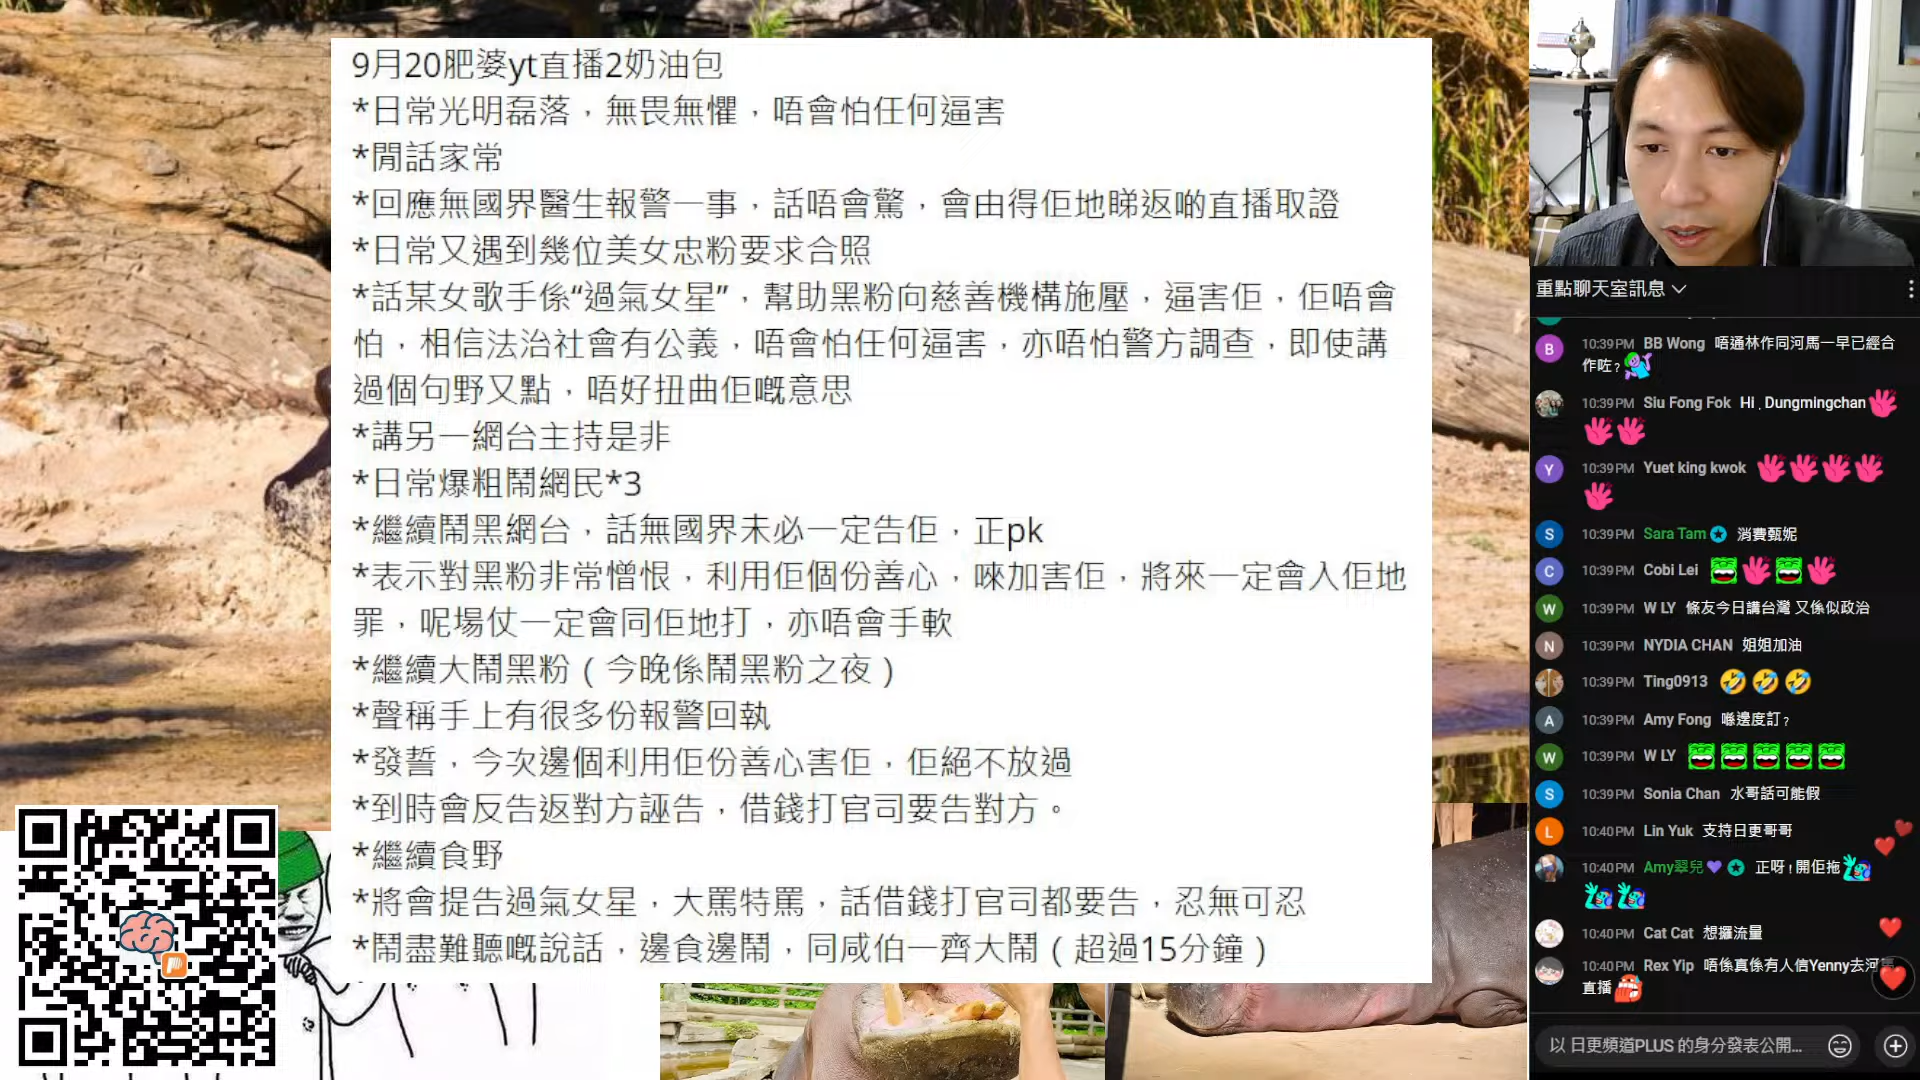 9月20肥婆yt直播2奶油包
*日常光明磊落，無畏無懼，唔會怕任何逼害
*閒話家常
*回應無國界醫生報警一事，話唔會驚，會由得佢地睇返啲直播取證
*日常又遇到幾位美女忠粉要求合照
*話某女歌手係“過氣女星”，幫助黑粉向慈善機構施壓，逼害佢，佢唔會
怕，相信法治社會有公義，唔會怕任何逼害，亦唔怕警方調查，即使講
過個句野又點，唔好扭曲佢嘅意思
*講另一網台主持是非
*日常爆粗鬧網民*3
*繼續鬧黑網台，話無國界未必一定告佢，正pk
*表示對黑粉非常憎恨，利用佢個份善心，唻加害佢，將來一定會入佢地
罪，呢場仗一定會同佢地打，亦唔會手軟
*繼續大鬧黑粉（今晚係鬧黑粉之夜）
*聲稱手上有很多份報警回執
*發誓，今次邊個利用佢份善心害佢，佢絕不放過
*到時會反告返對方誣告，借錢打官司要告對方。
*繼續食野
*將會提告過氣女星，大罵特罵，話借錢打官司都要告，忍無可忍
*鬧盡難聽嘅說話，邊食邊鬧，同咸伯一齊大鬧（超過15分鐘）
重點聊天室訊息
10:39 PM BB Wong 唔通林作同河馬一早已經合
作咗?
10:39 PM Siu Fong Fok Hi , Dungmingchan
10:39 PM Yuet king kwok
10:39 PM Sara Tam 消費甄妮
10:39 PM Cobi Lei
10:39 PM W LY 條友今日講台灣 又係似政治
10:39 PM NYDIA CHAN 姐姐加油
10:39 PM Ting0913
10:39 PM Amy Fong 喺邊度訂?
10:39 PM W LY
10:39 PM Sonia Chan 水哥話可能假
10:40 PM Lin Yuk 支持日更哥哥
10:40 PM Amy翠兒 正呀！開佢拖
10:40 PM Cat Cat 想攞流量
10:40 PM Rex Yip 唔係真係有人信Yenny去河
直播
以 日更頻道PLUS 的身分發表公開...